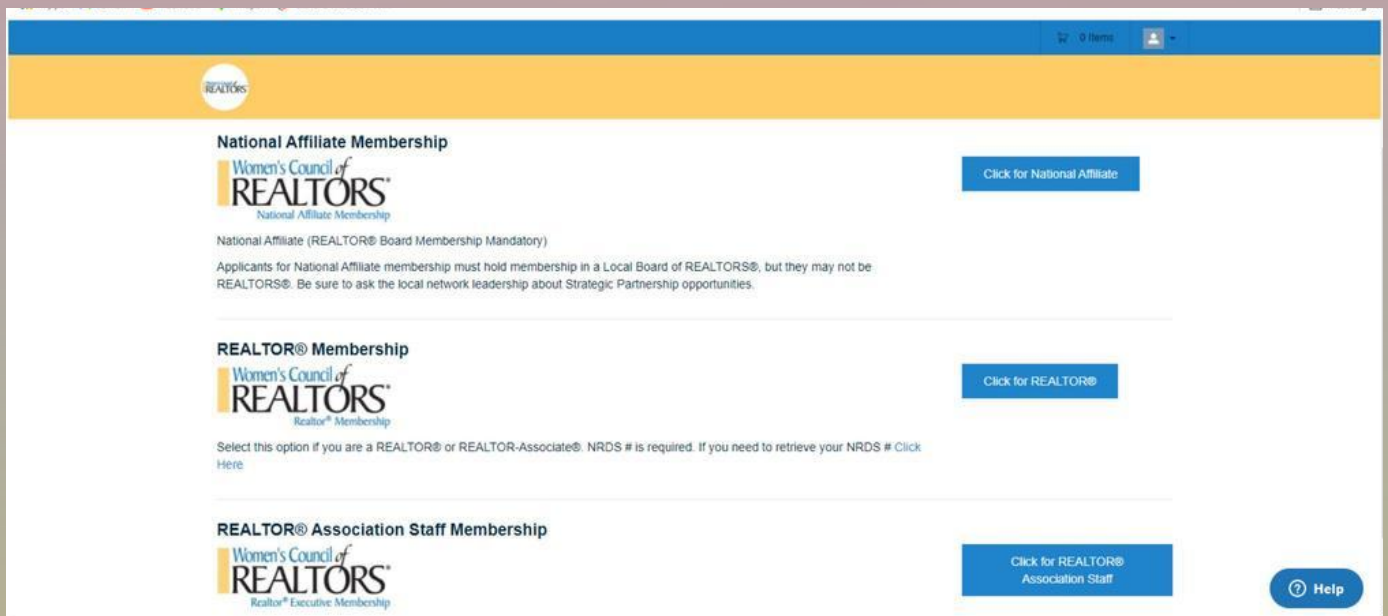 0 Items
Women's Council of
REALTORS®
National Affiliate Membership
Women's Council of
REALTORS®
National Affiliate Membership
Click for National Affiliate
National Affiliate (REALTOR® Board Membership Mandatory)
Applicants for National Affiliate membership must hold membership in a Local Board of REALTORS®, but they may not be
REALTORS®. Be sure to ask the local network leadership about Strategic Partnership opportunities.
REALTOR® Membership
Women's Council of
REALTORS®
Realtor® Membership
Click for REALTOR®
Select this option if you are a REALTOR® or REALTOR-Associate®. NRDS # is required. If you need to retrieve your NRDS # Click
Here
REALTOR® Association Staff Membership
Women's Council of
REALTORS®
Realtor® Executive Membership
Click for REALTOR®
Association Staff
Help